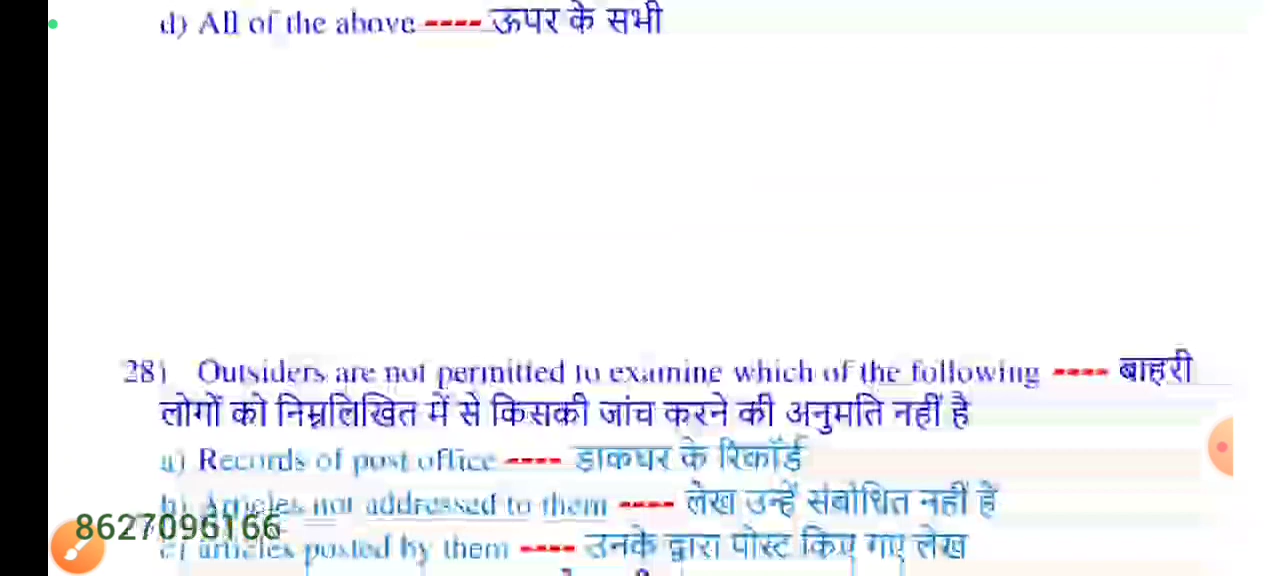 d) All of the above ---- ऊपर के सभी
28) Outsiders are not permitted to examine which of the following ---- बाहरी
लोगों को निम्नलिखित में से किसकी जांच करने की अनुमति नहीं है
a) Records of post office ---- डाकघर के रिकॉर्ड
b) Articles not addressed to them ---- लेख उन्हें संबोधित नहीं हैं
8627096166
c) articles posted by them ---- उनके द्वारा पोस्ट किए गए लेख